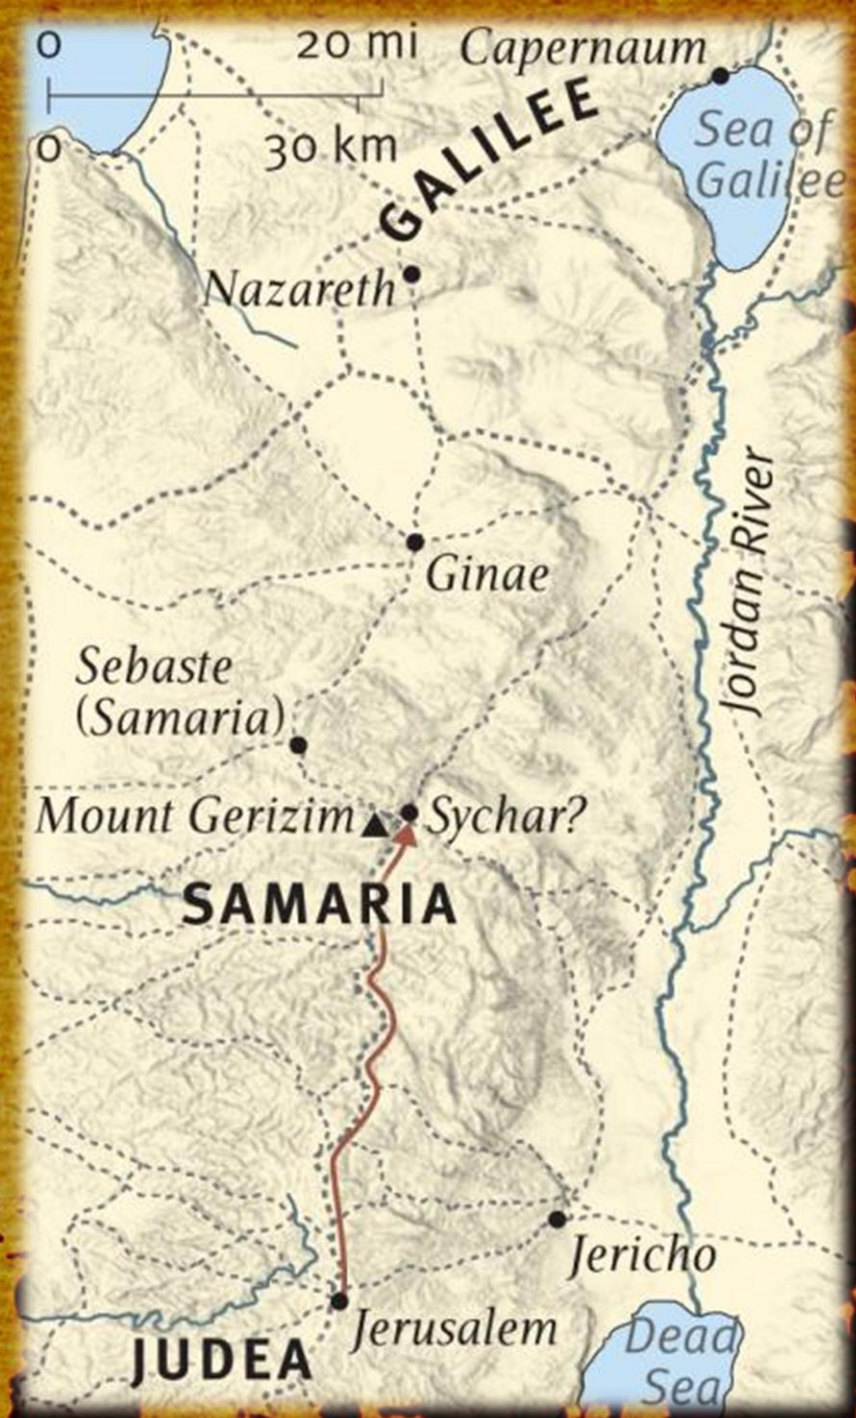 0 20 mi
0 30 km
Capernaum
GALILEE
Sea of
Galilee
Nazareth
Ginae
Jordan River
Sebaste
(Samaria)
Mount Gerizim
Sychar?
SAMARIA
Jericho
Jerusalem
JUDEA
Dead
Sea